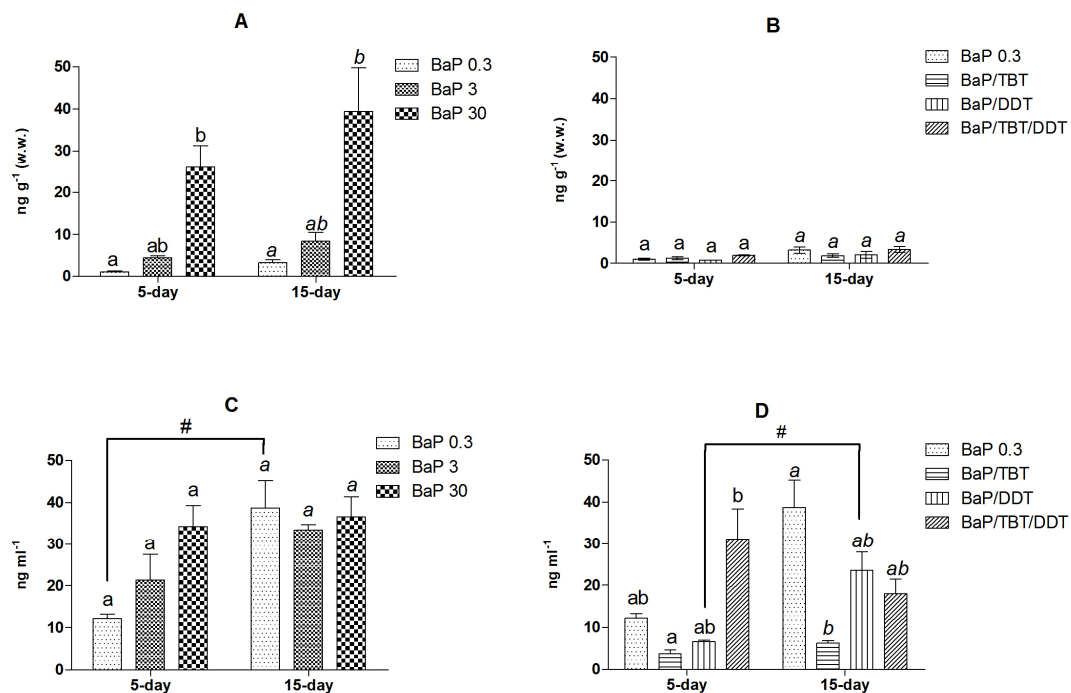 A
ng g⁻¹ (w.w.)
50
40
30
20
10
0
a
ab
b
a
ab
b
5-day
15-day
BaP 0.3
BaP 3
BaP 30
B
ng g⁻¹ (w.w.)
50
40
30
20
10
0
a
a
a
a
a
a
a
a
5-day
15-day
BaP 0.3
BaP/TBT
BaP/DDT
BaP/TBT/DDT
C
#
ng ml⁻¹
50
40
30
20
10
0
a
a
a
a
a
a
5-day
15-day
BaP 0.3
BaP 3
BaP 30
D
#
ng ml⁻¹
50
40
30
20
10
0
ab
a
ab
b
a
b
ab
ab
5-day
15-day
BaP 0.3
BaP/TBT
BaP/DDT
BaP/TBT/DDT